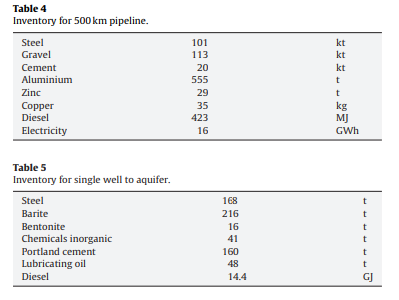 Table 4
Inventory for 500 km pipeline.
Steel 101 kt
Gravel 113 kt
Cement 20 kt
Aluminium 555 t
Zinc 29 t
Copper 35 kg
Diesel 423 MJ
Electricity 16 GWh
Table 5
Inventory for single well to aquifer.
Steel 168 t
Barite 216 t
Bentonite 16 t
Chemicals inorganic 41 t
Portland cement 160 t
Lubricating oil 48 t
Diesel 14.4 GJ